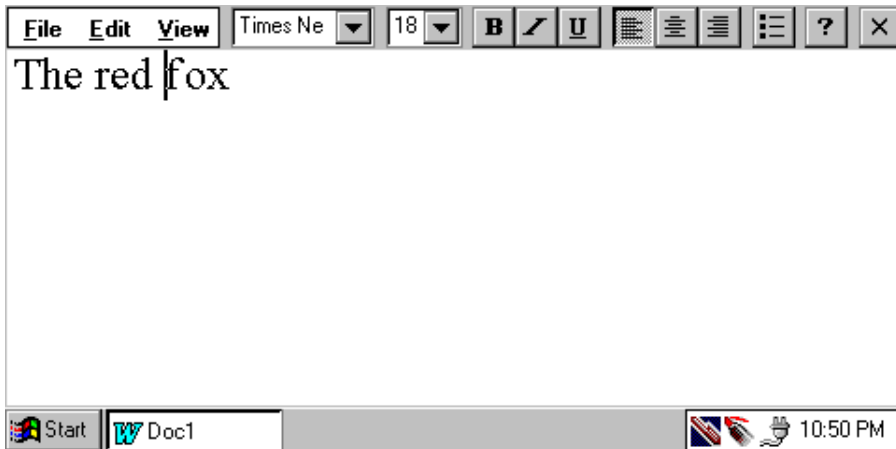 File Edit View Times Ne 18 B I U ? ×
The red fox
Start Doc1 10:50 PM